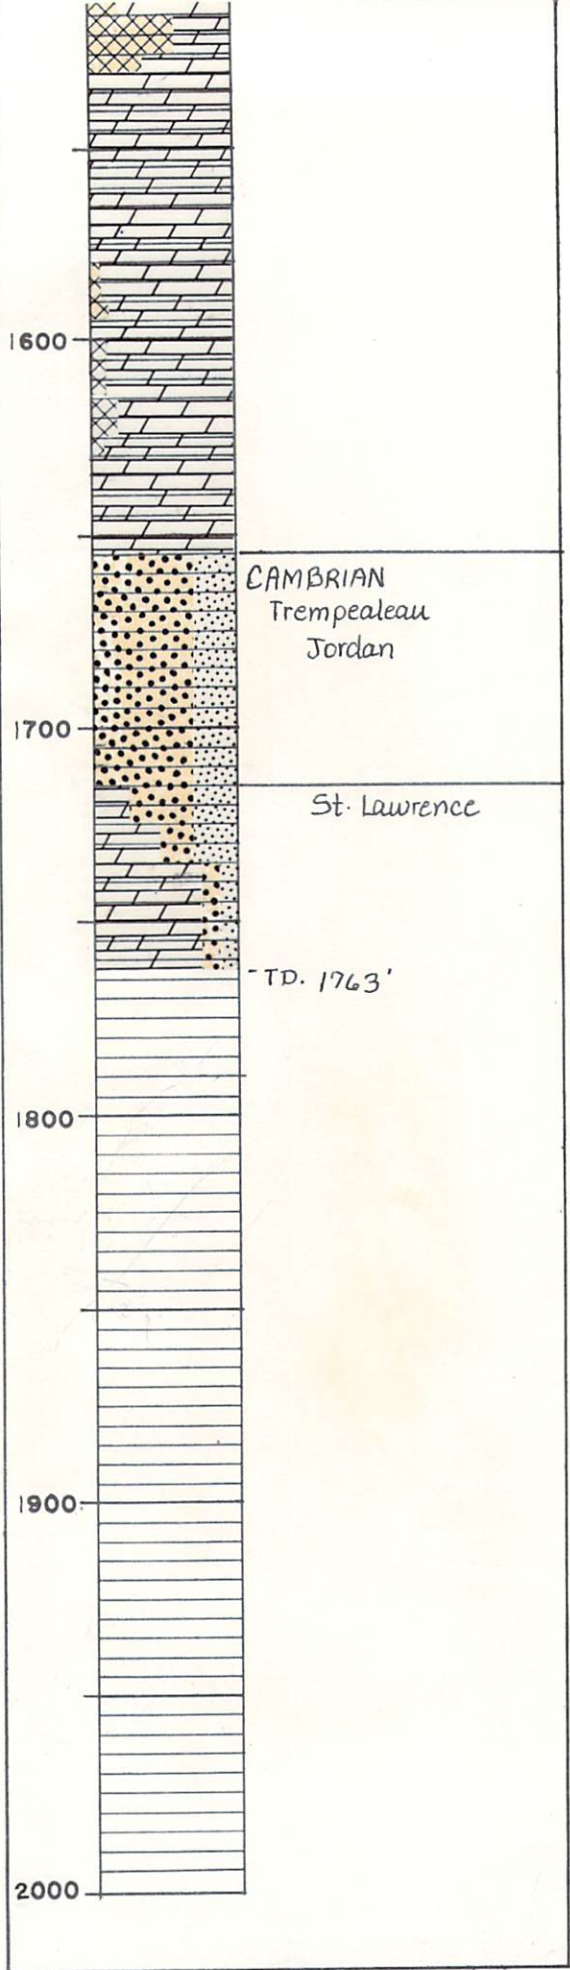 1600
CAMBRIAN
Trempealeau
Jordan
1700
St. Lawrence
-TD. 1763'
1800
1900
2000